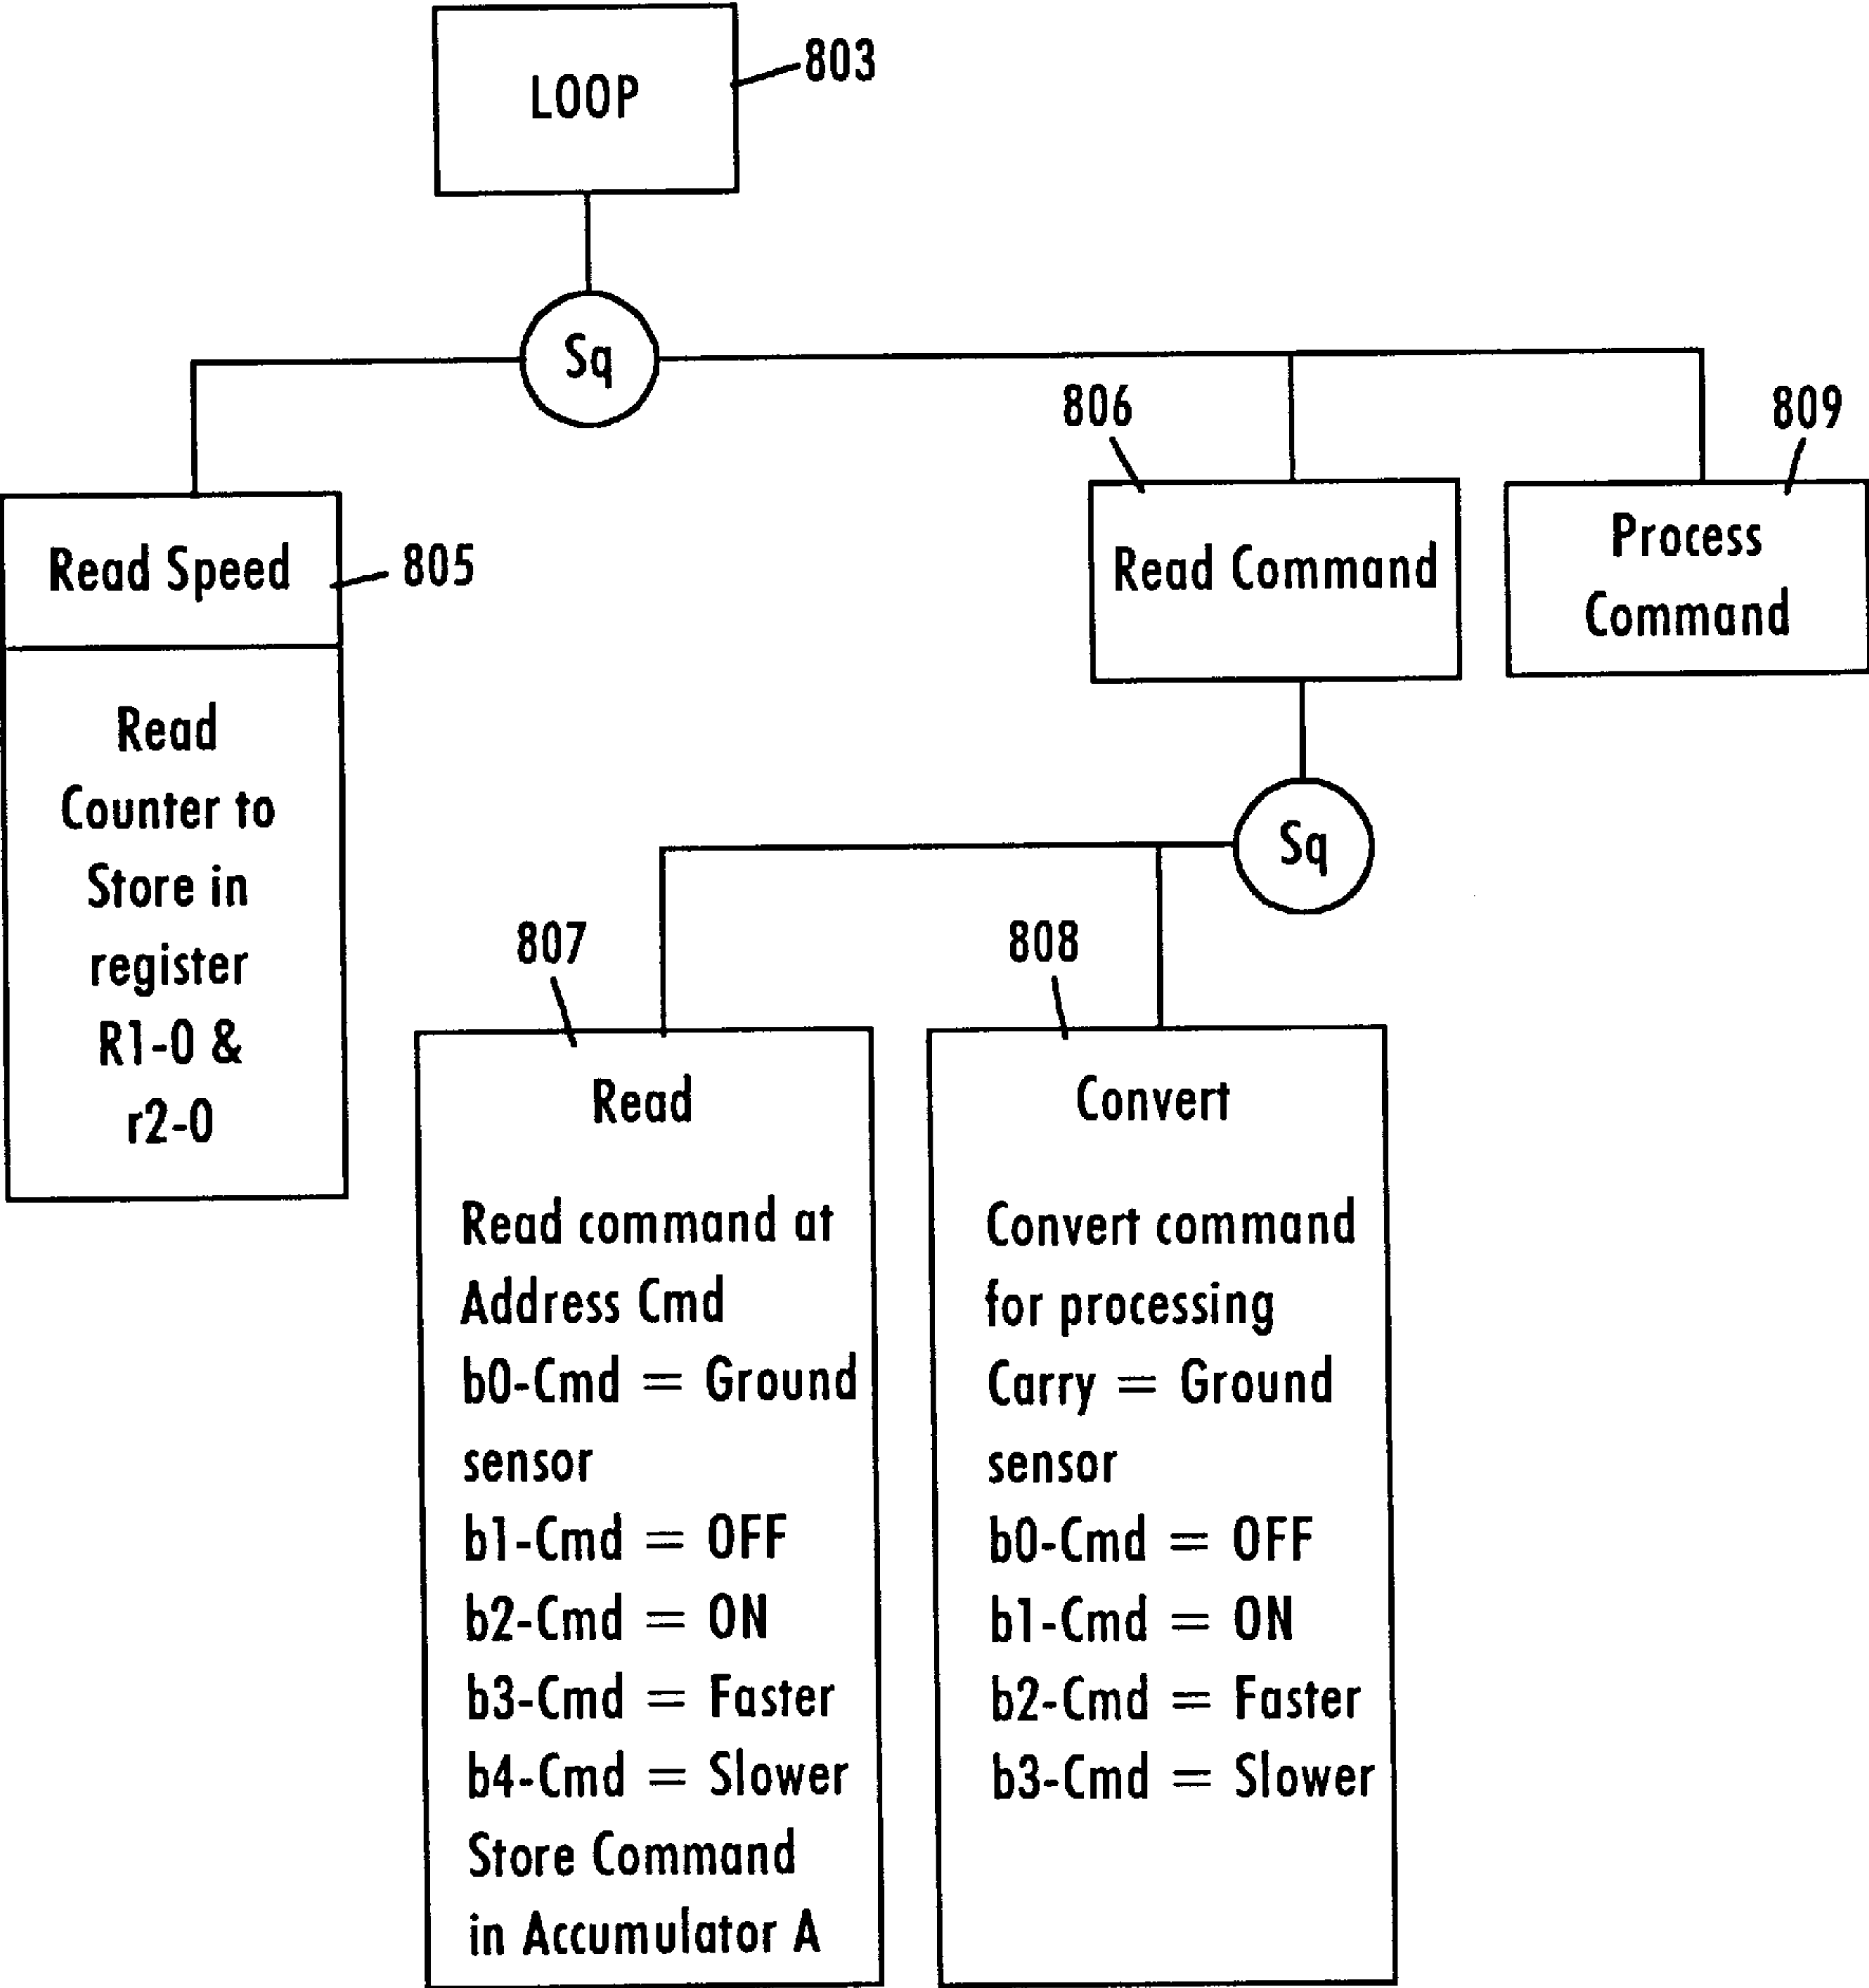 LOOP
803
Sq
806
809
Read Speed
805
Read Command
Process
Command
Read
Counter to
Store in
register
R1-0 &
r2-0
Sq
807
808
Read
Read command at
Address Cmd
b0-Cmd = Ground
sensor
b1-Cmd = OFF
b2-Cmd = ON
b3-Cmd = Faster
b4-Cmd = Slower
Store Command
in Accumulator A
Convert
Convert command
for processing
Carry = Ground
sensor
b0-Cmd = OFF
b1-Cmd = ON
b2-Cmd = Faster
b3-Cmd = Slower